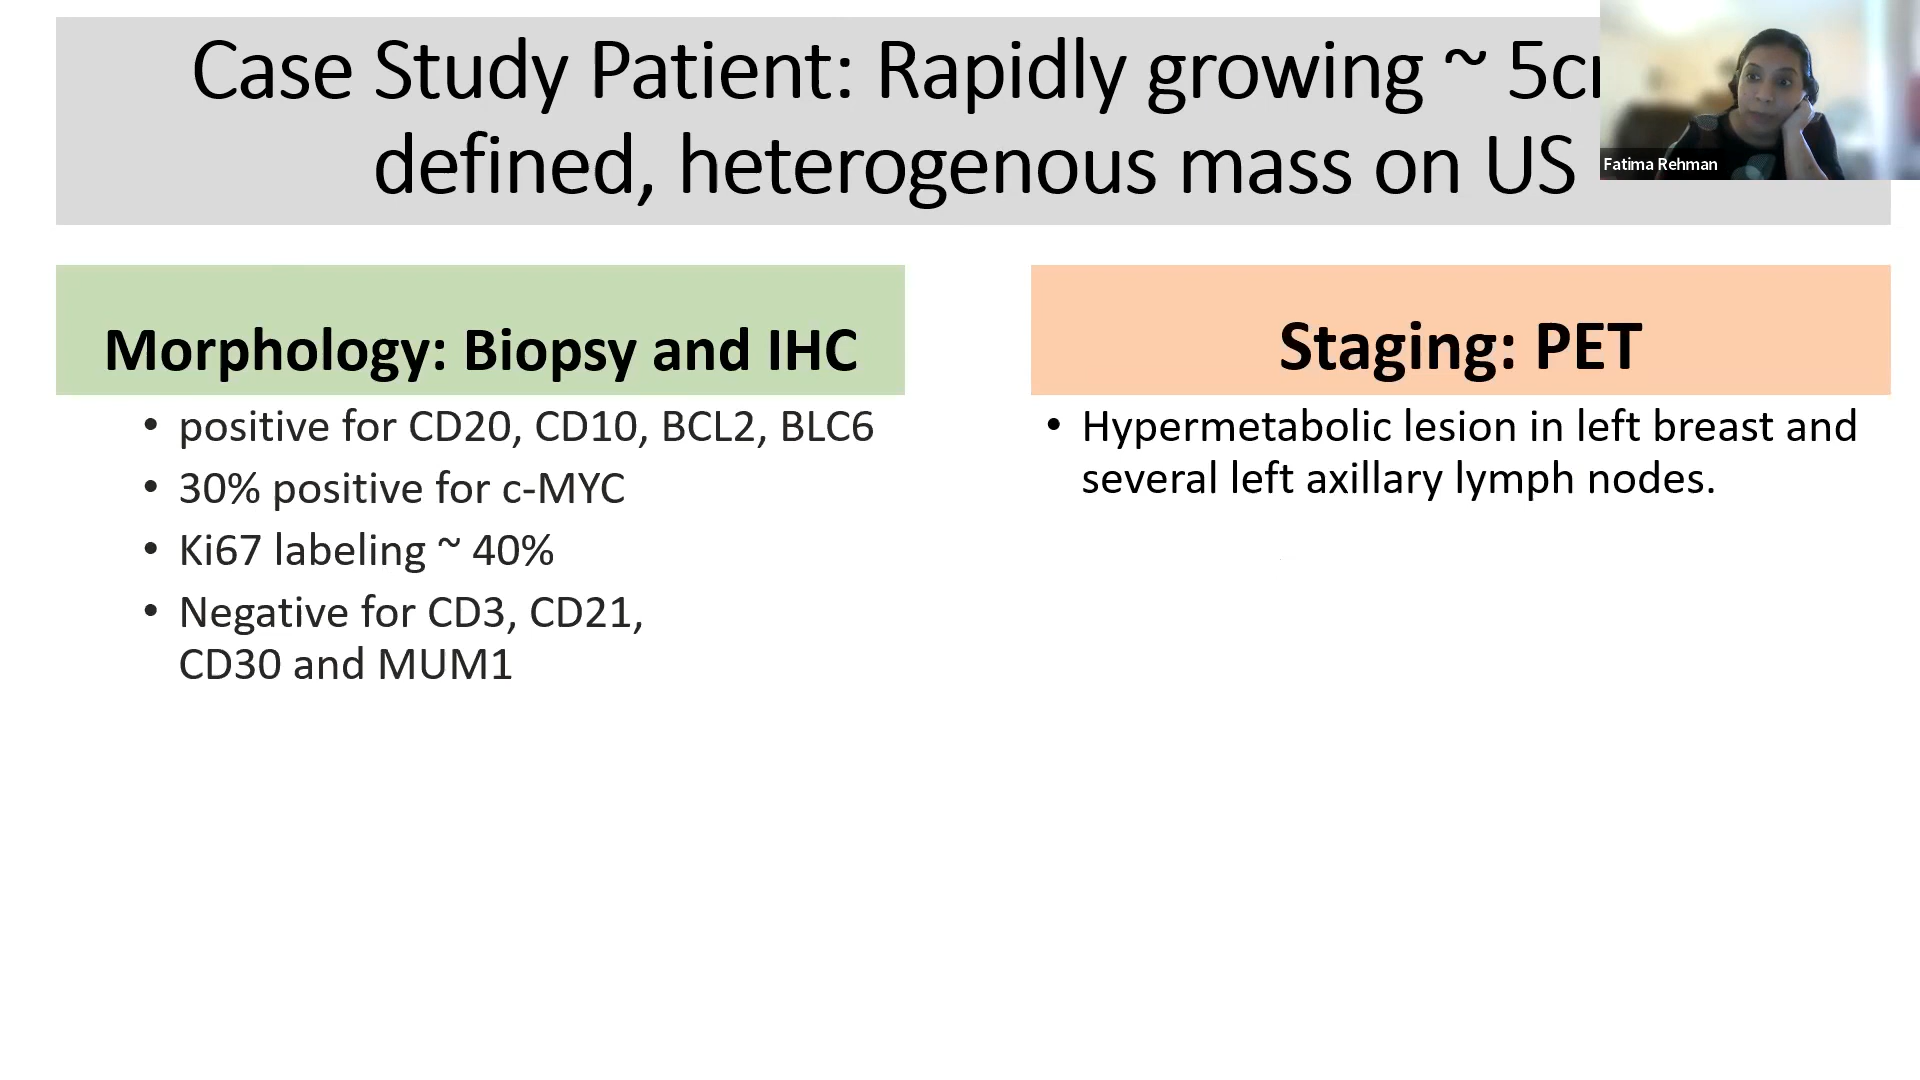 Case Study Patient: Rapidly growing ~
defined, heterogenous mass on US
Fatima Rehman
Morphology: Biopsy and IHC
• positive for CD20, CD10, BCL2, BLC6
• 30% positive for c-MYC
• Ki67 labeling ~ 40%
• Negative for CD3, CD21,
CD30 and MUM1
Staging: PET
• Hypermetabolic lesion in left breast and
several left axillary lymph nodes.